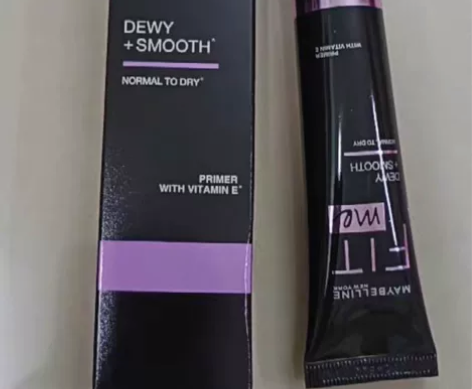 DEWY
+SMOOTH^
NORMAL TO DRY^
PRIMER
WITH VITAMIN E^
MAYBELLINE
NEW YORK
FIT
me
DEWY
+ SMOOTH
NORMAL TO DRY
PRIMER
WITH VITAMIN E